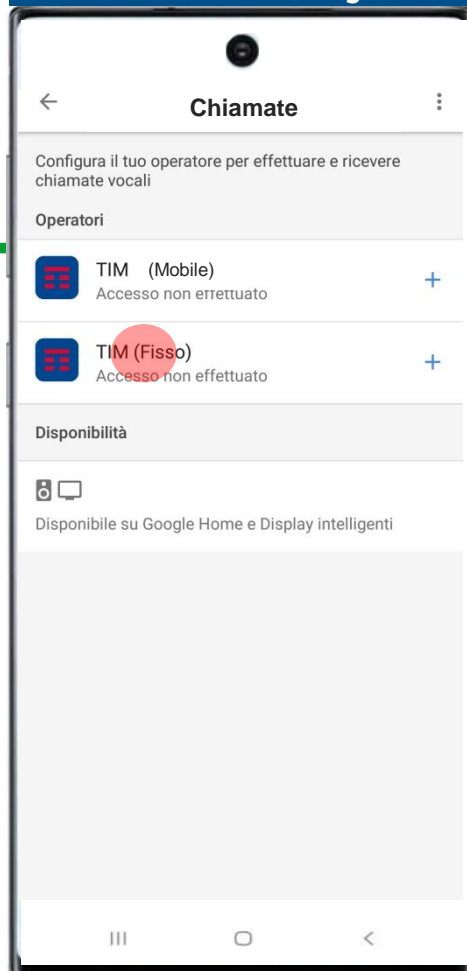 Chiamate
Configura il tuo operatore per effettuare e ricevere
chiamate vocali
Operatori
TIM (Mobile)
Accesso non effettuato
TIM (Fisso)
Accesso non effettuato
Disponibilità
Disponibile su Google Home e Display intelligenti